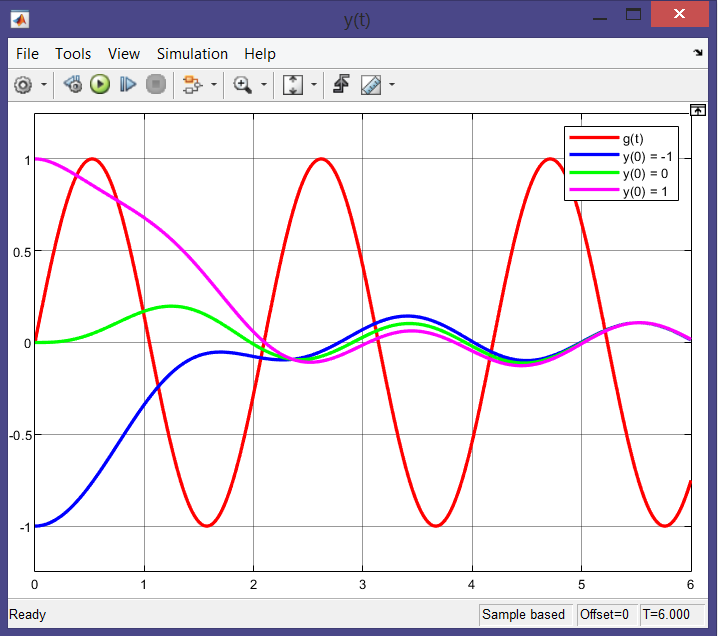 y(t)
File Tools View Simulation Help
g(t)
y(0) = -1
y(0) = 0
y(0) = 1
1
0.5
0
-0.5
-1
0 1 2 3 4 5 6
Ready Sample based Offset=0 T=6.000